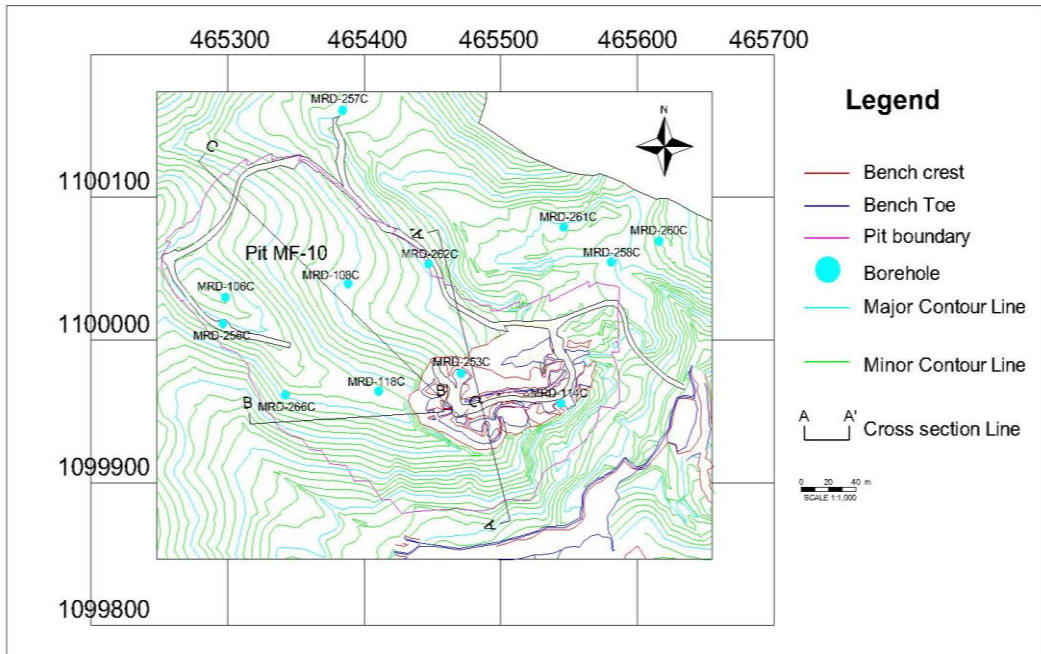 465300 465400 465500 465600 465700
MRD-257C
N
C
1100100
MRD-261C
A'
MRD-260C
Pit MF-10
MRD-262C
MRD-258C
MRD-108C
MRD-106C
1100000
MRD-256C
MRD-253C
MRD-118C
B'
MRD-114C
C'
B
MRD-266C
1099900
A
1099800
Legend
Bench crest
Bench Toe
Pit boundary
Borehole
Major Contour Line
Minor Contour Line
A A'
Cross section Line
0 20 40 m
SCALE 1:1,000